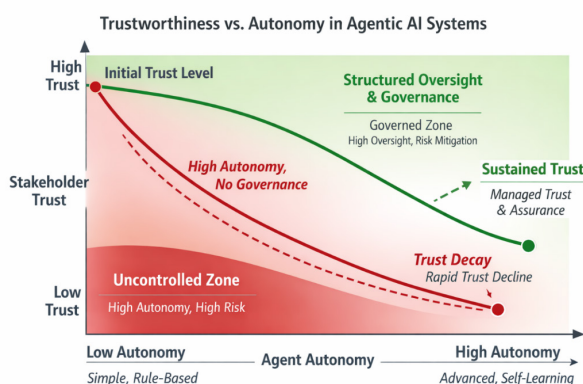 Trustworthiness vs. Autonomy in Agentic AI Systems
High
Trust
Initial Trust Level
Structured Oversight
& Governance
Governed Zone
High Oversight, Risk Mitigation
High Autonomy,
No Governance
Sustained Trust
Managed Trust
& Assurance
Stakeholder
Trust
Trust Decay
Rapid Trust Decline
Uncontrolled Zone
High Autonomy, High Risk
Low
Trust
Low Autonomy
Agent Autonomy
High Autonomy
Simple, Rule-Based
Advanced, Self-Learning